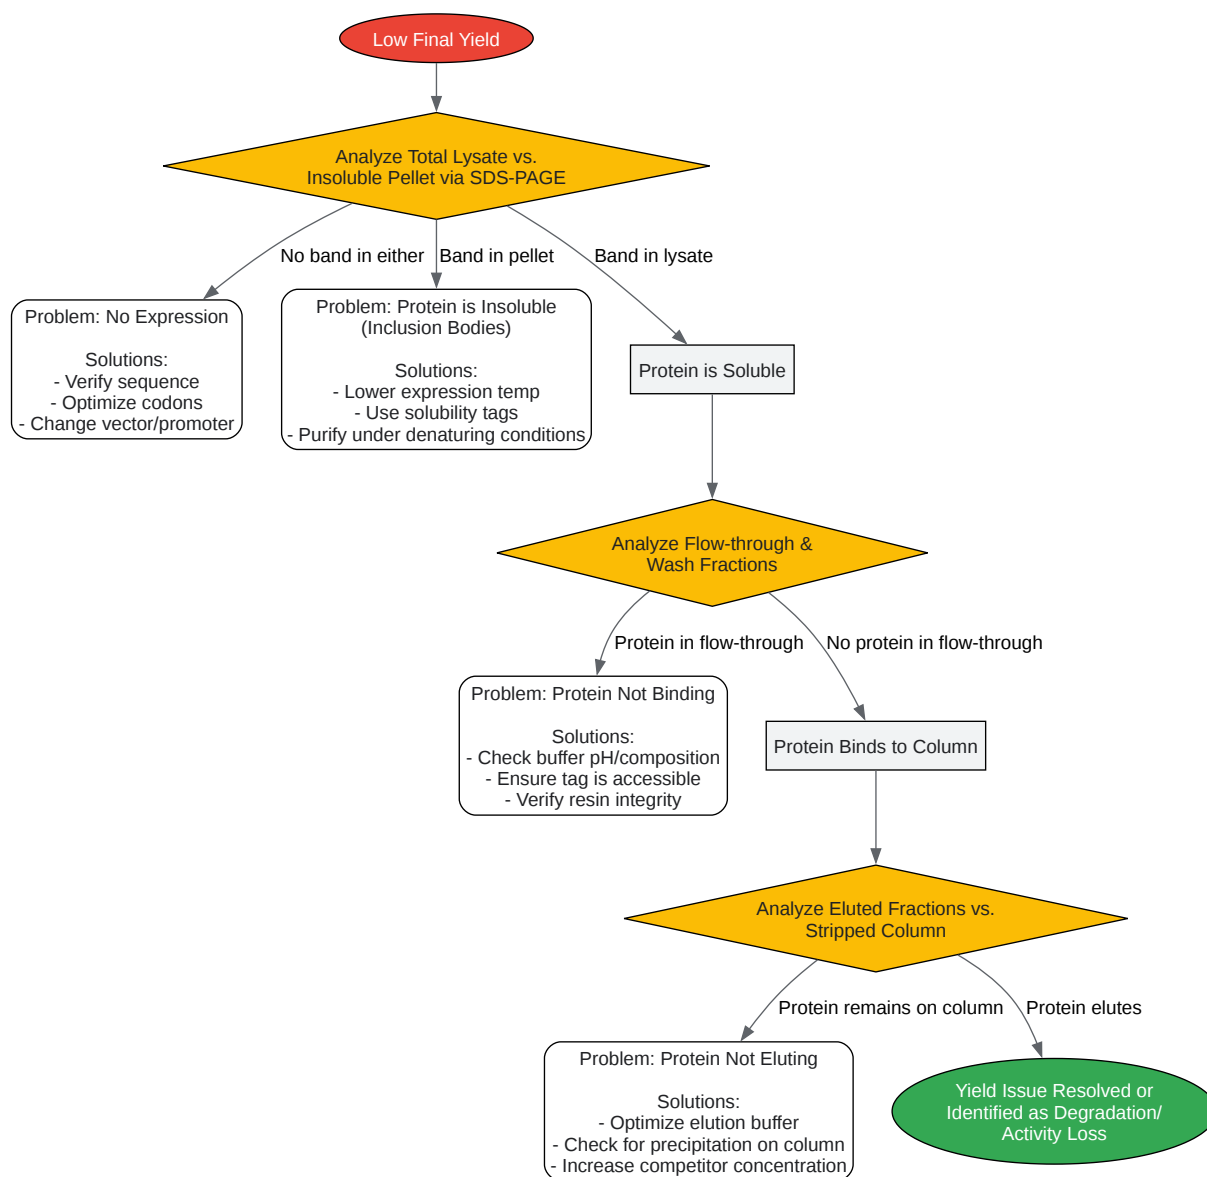 Low Final Yield
Analyze Total Lysate vs.
Insoluble Pellet via SDS-PAGE
No band in either
Band in pellet
Band in lysate
Problem: No Expression
Solutions:
- Verify sequence
- Optimize codons
- Change vector/promoter
Problem: Protein is Insoluble
(Inclusion Bodies)
Solutions:
- Lower expression temp
- Use solubility tags
- Purify under denaturing conditions
Protein is Soluble
Analyze Flow-through &
Wash Fractions
Protein in flow-through
No protein in flow-through
Problem: Protein Not Binding
Solutions:
- Check buffer pH/composition
- Ensure tag is accessible
- Verify resin integrity
Protein Binds to Column
Analyze Eluted Fractions vs.
Stripped Column
Protein remains on column
Protein elutes
Problem: Protein Not Eluting
Solutions:
- Optimize elution buffer
- Check for precipitation on column
- Increase competitor concentration
Yield Issue Resolved or
Identified as Degradation/
Activity Loss